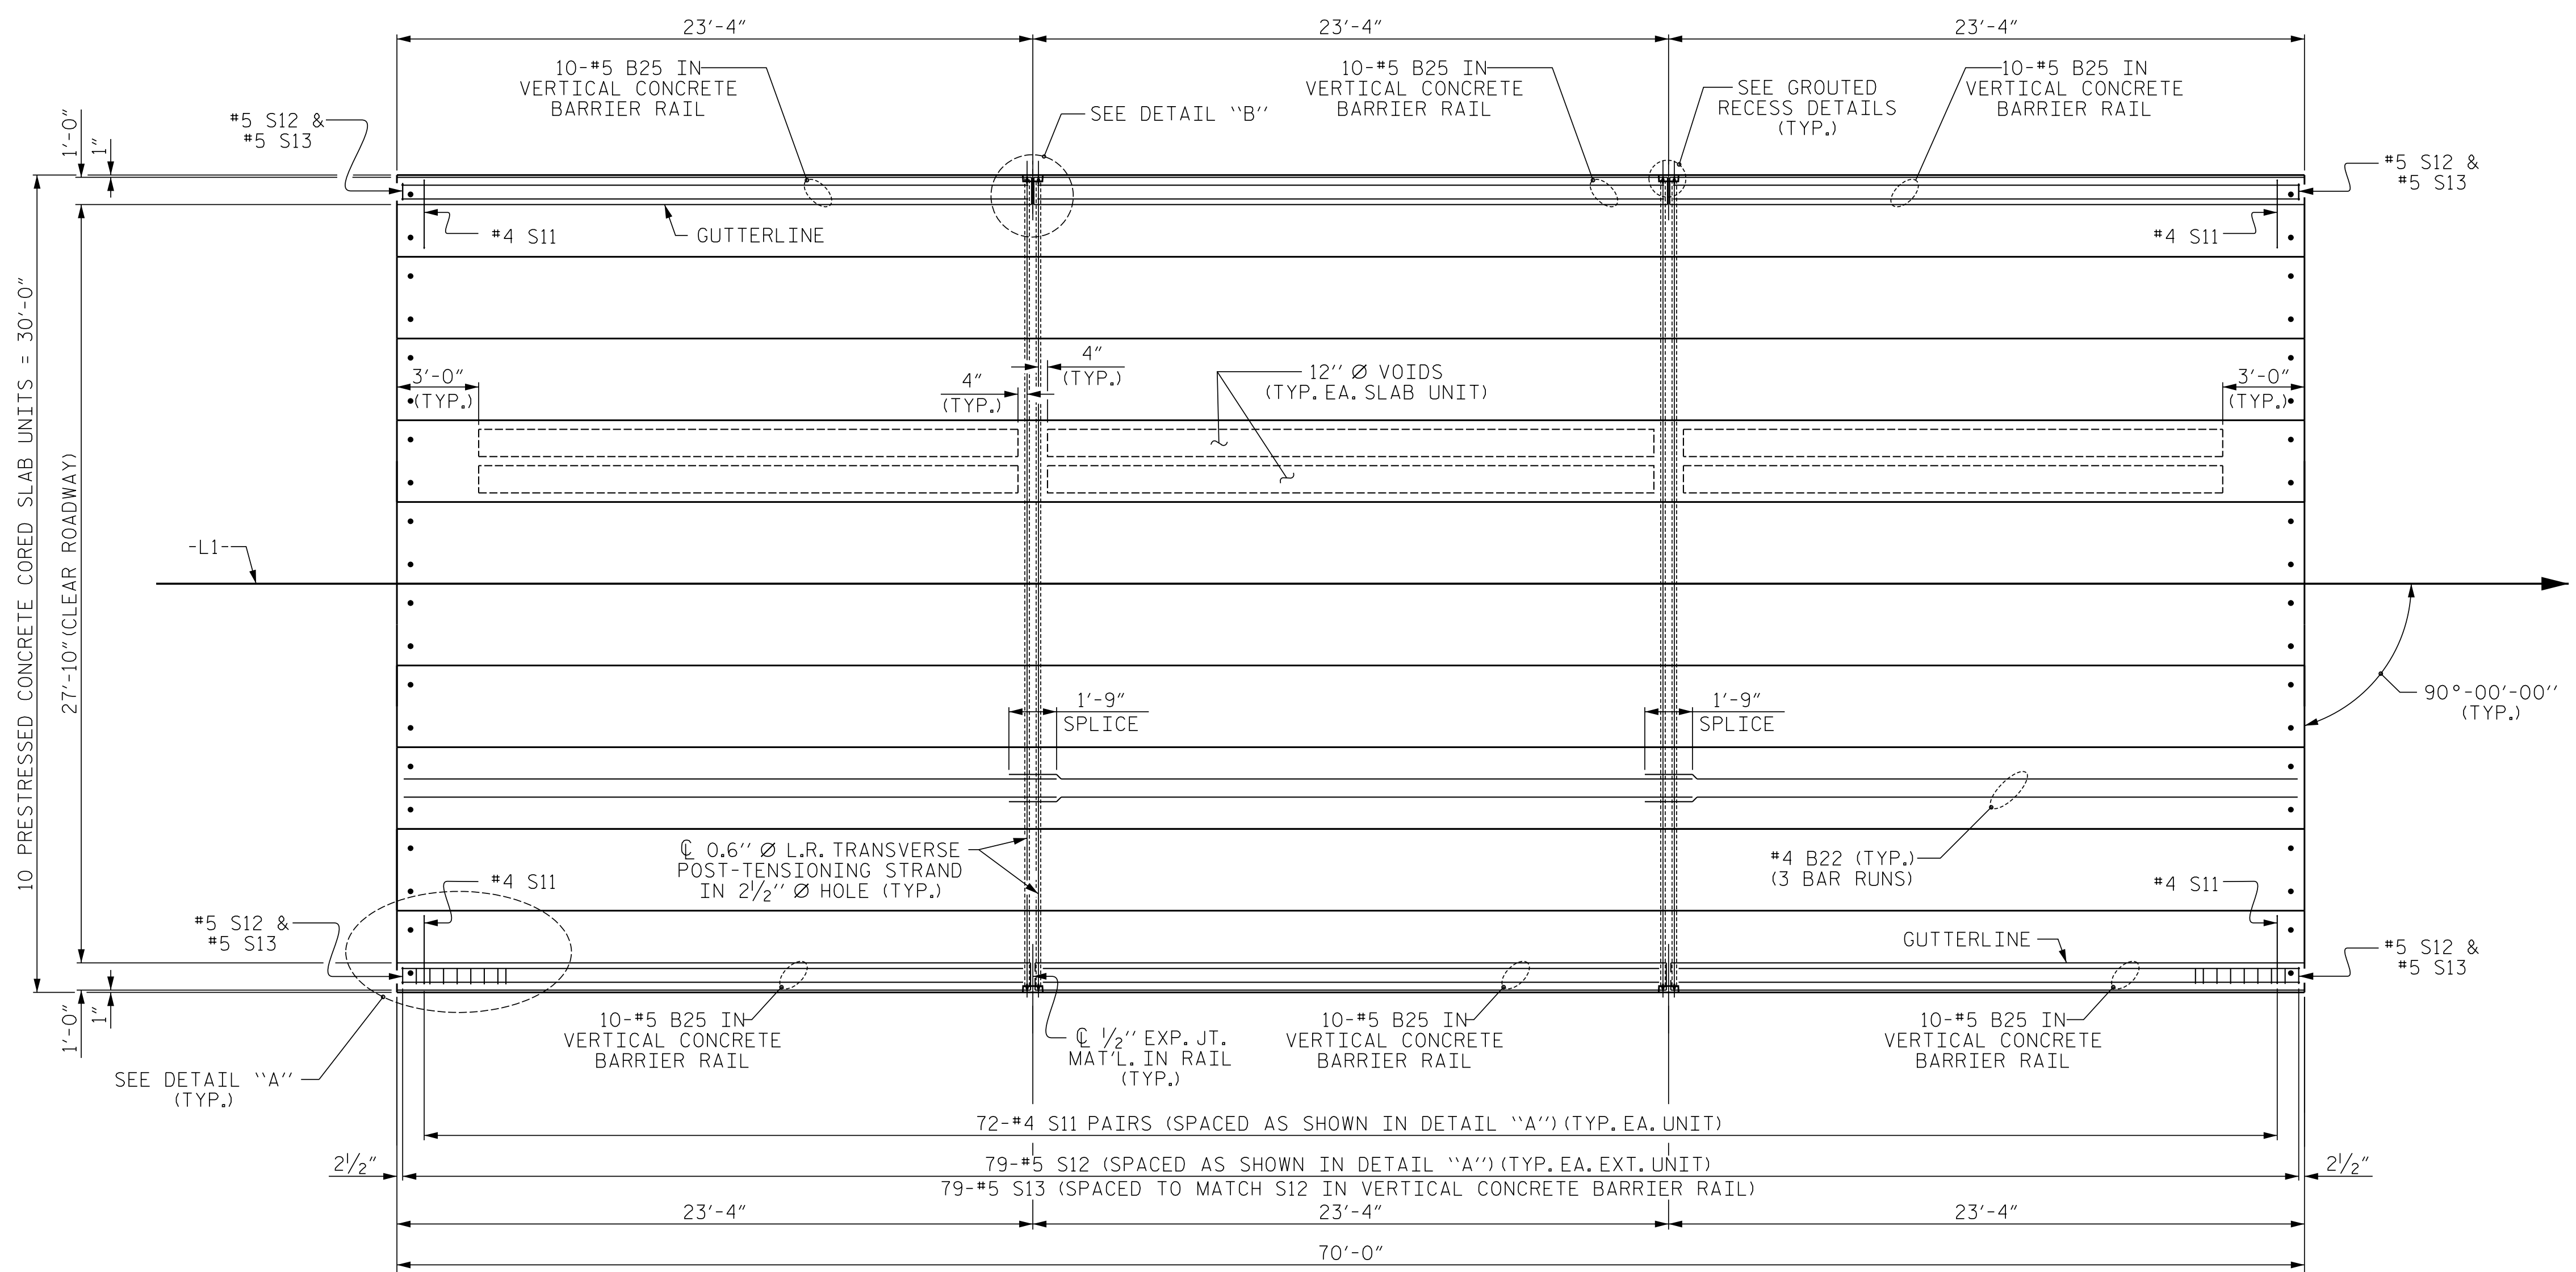 23'-4"
23'-4"
23'-4"
10-#5 B25 IN
VERTICAL CONCRETE
BARRIER RAIL
10-#5 B25 IN
VERTICAL CONCRETE
BARRIER RAIL
10-#5 B25 IN
VERTICAL CONCRETE
BARRIER RAIL
SEE DETAIL "B"
SEE GROUTED
RECESS DETAILS
(TYP.)
#5 S12 &
#5 S13
1'-0"
1"
#5 S12 &
#5 S13
#4 S11
GUTTERLINE
#4 S11
10 PRESTRESSED CONCRETE CORED SLAB UNITS = 30'-0"
27'-10" (CLEAR ROADWAY)
3'-0"
(TYP.)
4"
(TYP.)
4"
(TYP.)
12" Ø VOIDS
(TYP. EA. SLAB UNIT)
3'-0"
(TYP.)
-L1-
90°-00'-00"
(TYP.)
1'-9"
SPLICE
1'-9"
SPLICE
℄ 0.6" Ø L.R. TRANSVERSE
POST-TENSIONING STRAND
IN 2½" Ø HOLE (TYP.)
#4 B22 (TYP.)
(3 BAR RUNS)
#4 S11
#4 S11
#5 S12 &
#5 S13
GUTTERLINE
#5 S12 &
#5 S13
1'-0"
1"
10-#5 B25 IN
VERTICAL CONCRETE
BARRIER RAIL
℄ ½" EXP. JT.
MAT'L. IN RAIL
(TYP.)
10-#5 B25 IN
VERTICAL CONCRETE
BARRIER RAIL
10-#5 B25 IN
VERTICAL CONCRETE
BARRIER RAIL
SEE DETAIL "A"
(TYP.)
72-#4 S11 PAIRS (SPACED AS SHOWN IN DETAIL "A") (TYP. EA. UNIT)
2½"
79-#5 S12 (SPACED AS SHOWN IN DETAIL "A") (TYP. EA. EXT. UNIT)
2½"
79-#5 S13 (SPACED TO MATCH S12 IN VERTICAL CONCRETE BARRIER RAIL)
23'-4"
23'-4"
23'-4"
70'-0"